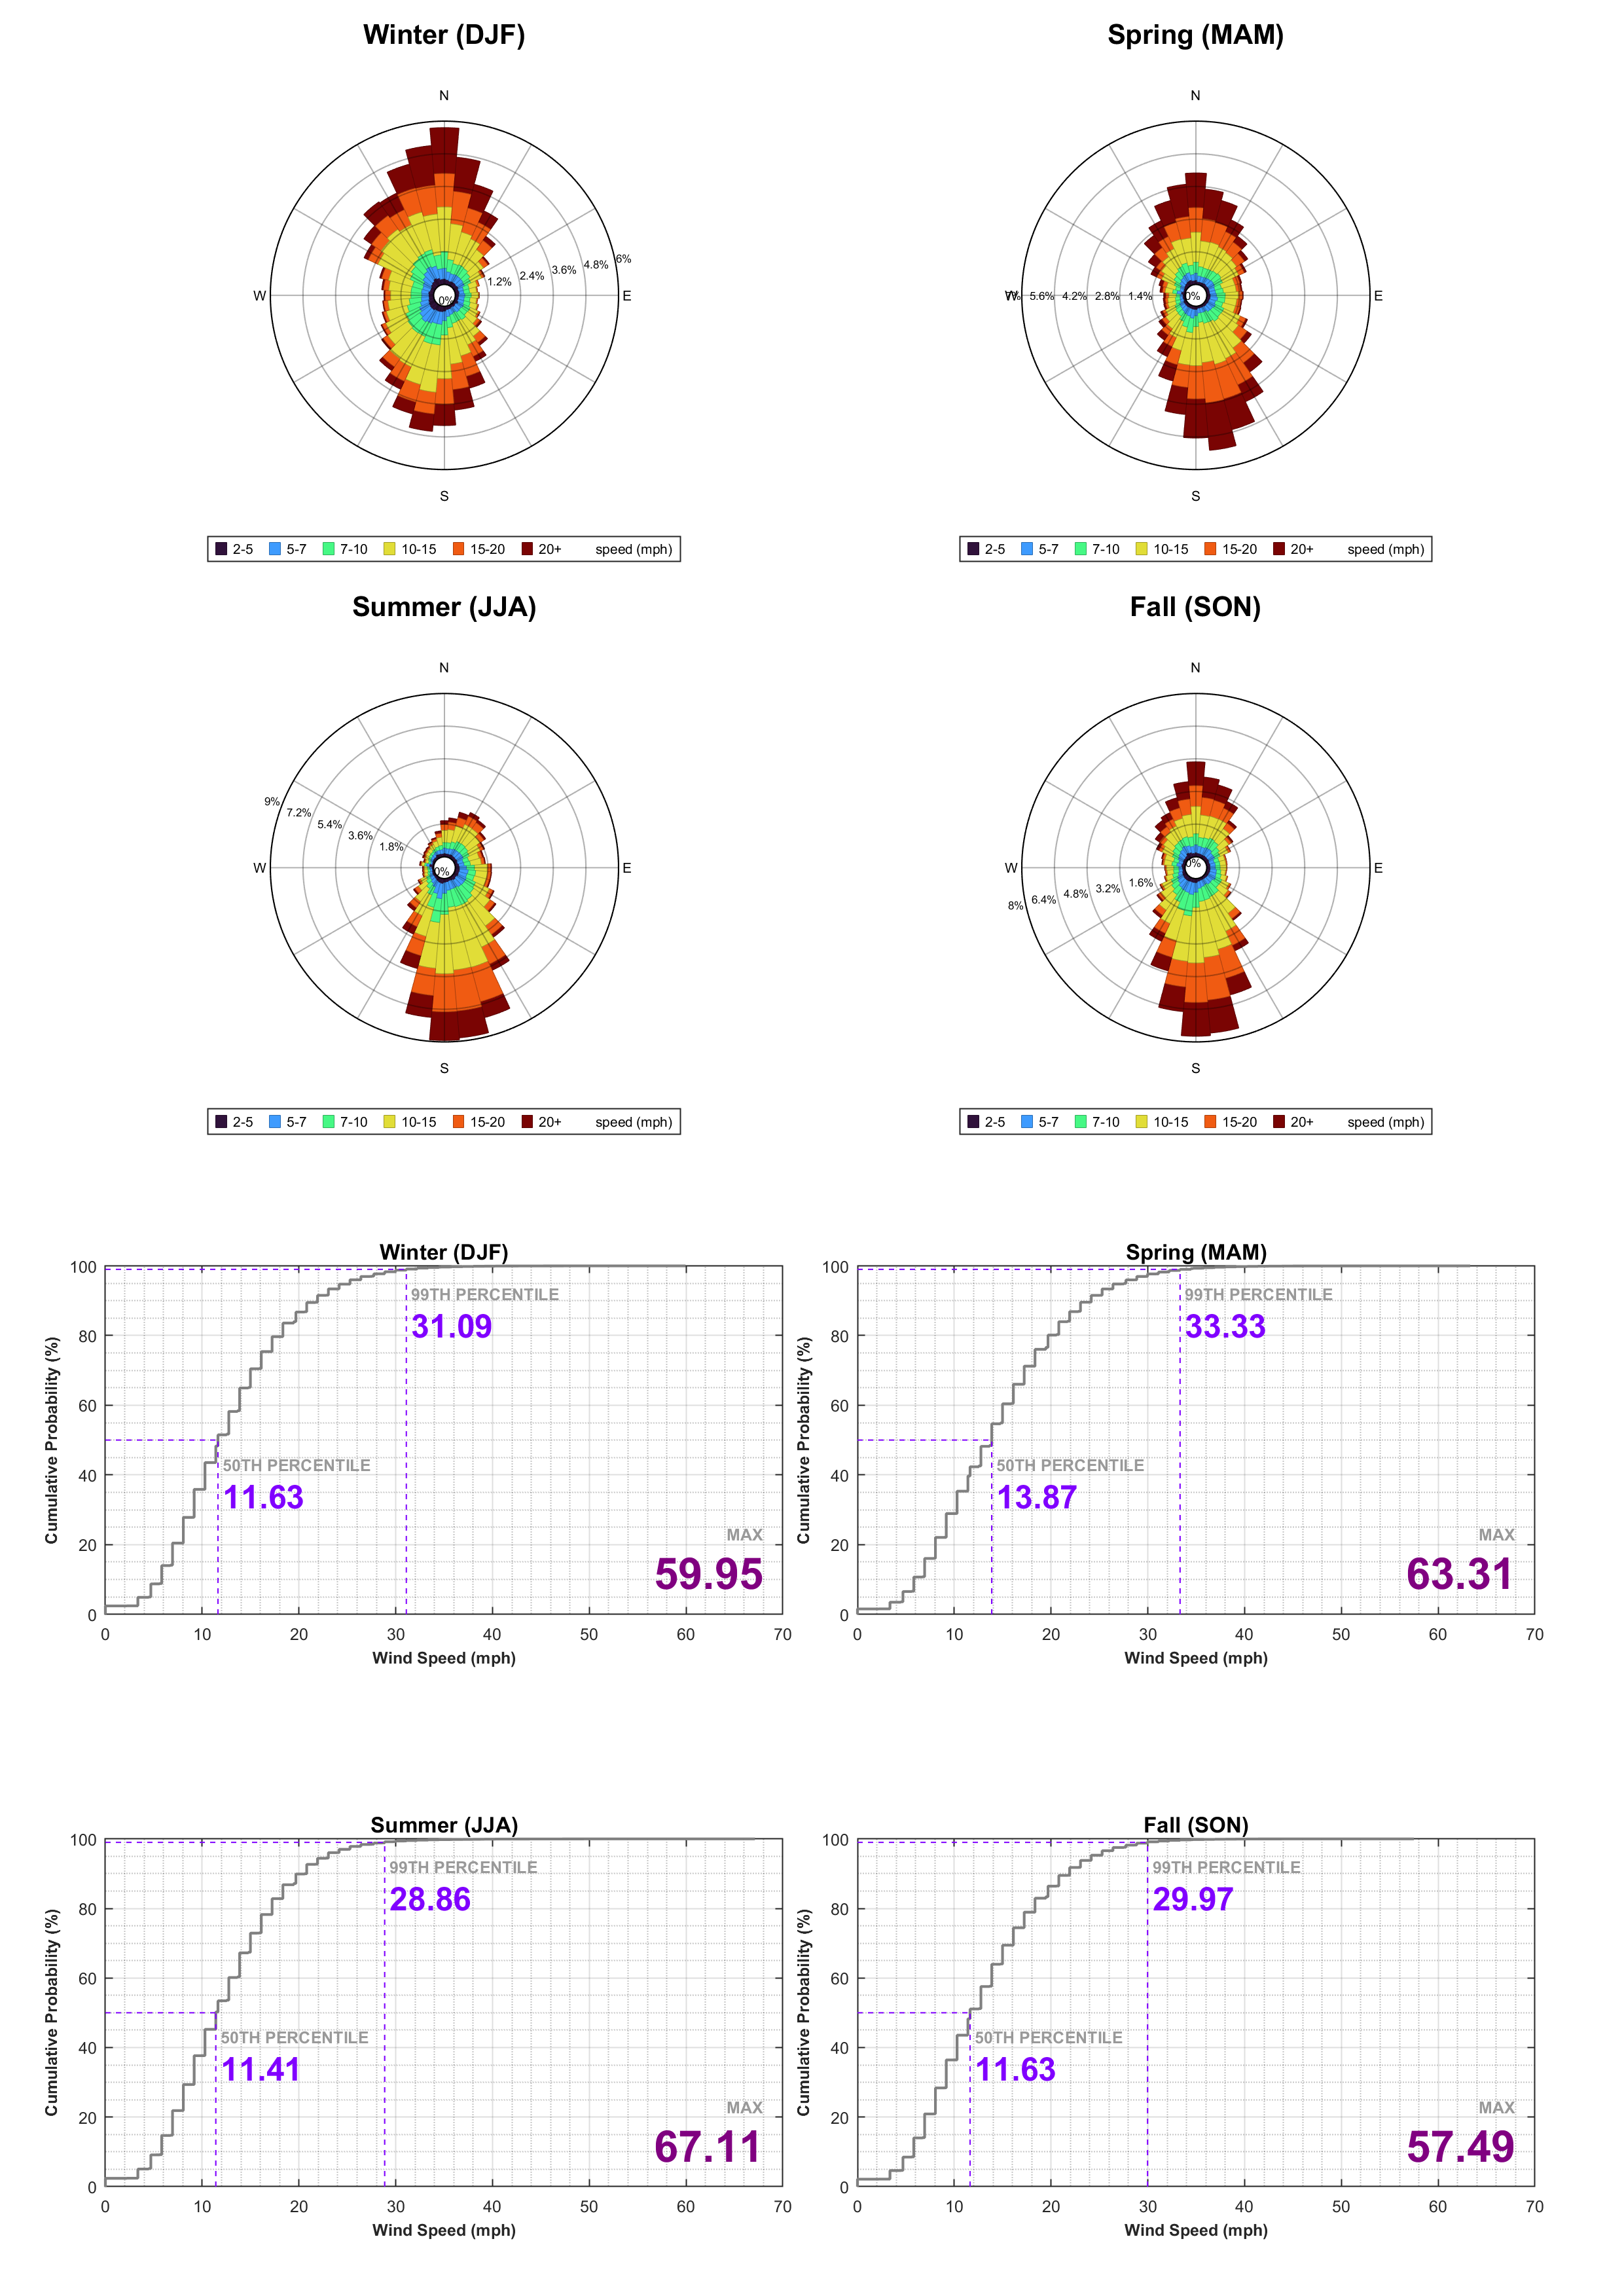 Winter (DJF)
N
W
E
S
0%
1.2%
2.4%
3.6%
4.8%
6%
2-5 5-7 7-10 10-15 15-20 20+ speed (mph)
Spring (MAM)
N
W
7%
5.6%
4.2%
2.8%
1.4%
0%
E
S
2-5 5-7 7-10 10-15 15-20 20+ speed (mph)
Summer (JJA)
N
9%
7.2%
5.4%
3.6%
1.8%
0%
W
E
S
2-5 5-7 7-10 10-15 15-20 20+ speed (mph)
Fall (SON)
N
W
E
0%
1.6%
3.2%
4.8%
6.4%
8%
S
2-5 5-7 7-10 10-15 15-20 20+ speed (mph)
Winter (DJF)
Cumulative Probability (%)
100
80
60
40
20
0
99TH PERCENTILE
31.09
50TH PERCENTILE
11.63
MAX
59.95
0 10 20 30 40 50 60 70
Wind Speed (mph)
Spring (MAM)
Cumulative Probability (%)
100
80
60
40
20
0
99TH PERCENTILE
33.33
50TH PERCENTILE
13.87
MAX
63.31
0 10 20 30 40 50 60 70
Wind Speed (mph)
Summer (JJA)
Cumulative Probability (%)
100
80
60
40
20
0
99TH PERCENTILE
28.86
50TH PERCENTILE
11.41
MAX
67.11
0 10 20 30 40 50 60 70
Wind Speed (mph)
Fall (SON)
Cumulative Probability (%)
100
80
60
40
20
0
99TH PERCENTILE
29.97
50TH PERCENTILE
11.63
MAX
57.49
0 10 20 30 40 50 60 70
Wind Speed (mph)